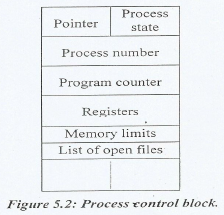 Pointer
Process
state
Process number
Program counter
Registers
Memory limits
List of open files
Figure 5.2: Process control block.